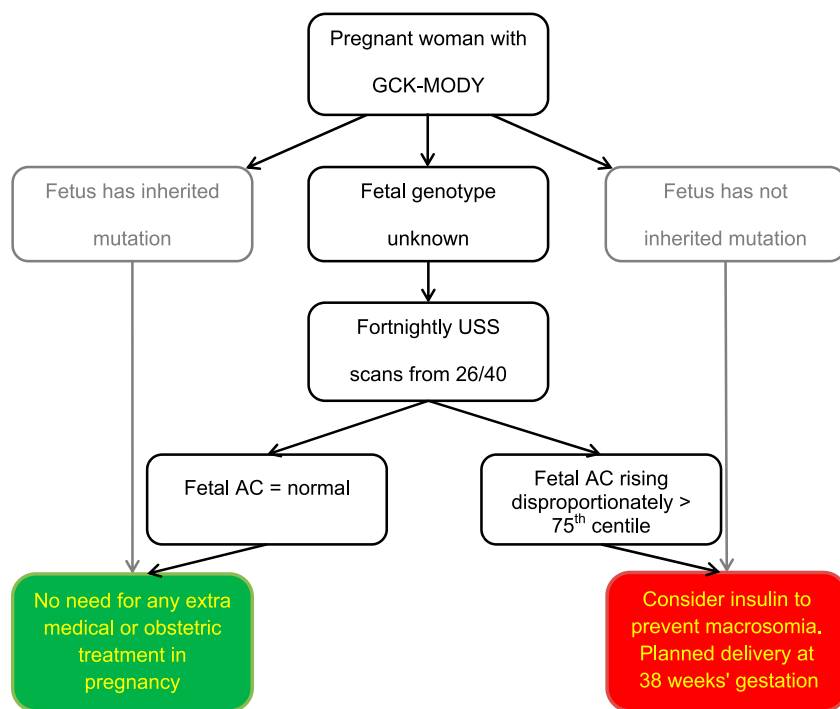 Pregnant woman with
GCK-MODY
Fetus has inherited
mutation
Fetal genotype
unknown
Fetus has not
inherited mutation
Fortnightly USS
scans from 26/40
Fetal AC = normal
Fetal AC rising
disproportionately >
75th centile
No need for any extra
medical or obstetric
treatment in
pregnancy
Consider insulin to
prevent macrosomia.
Planned delivery at
38 weeks' gestation